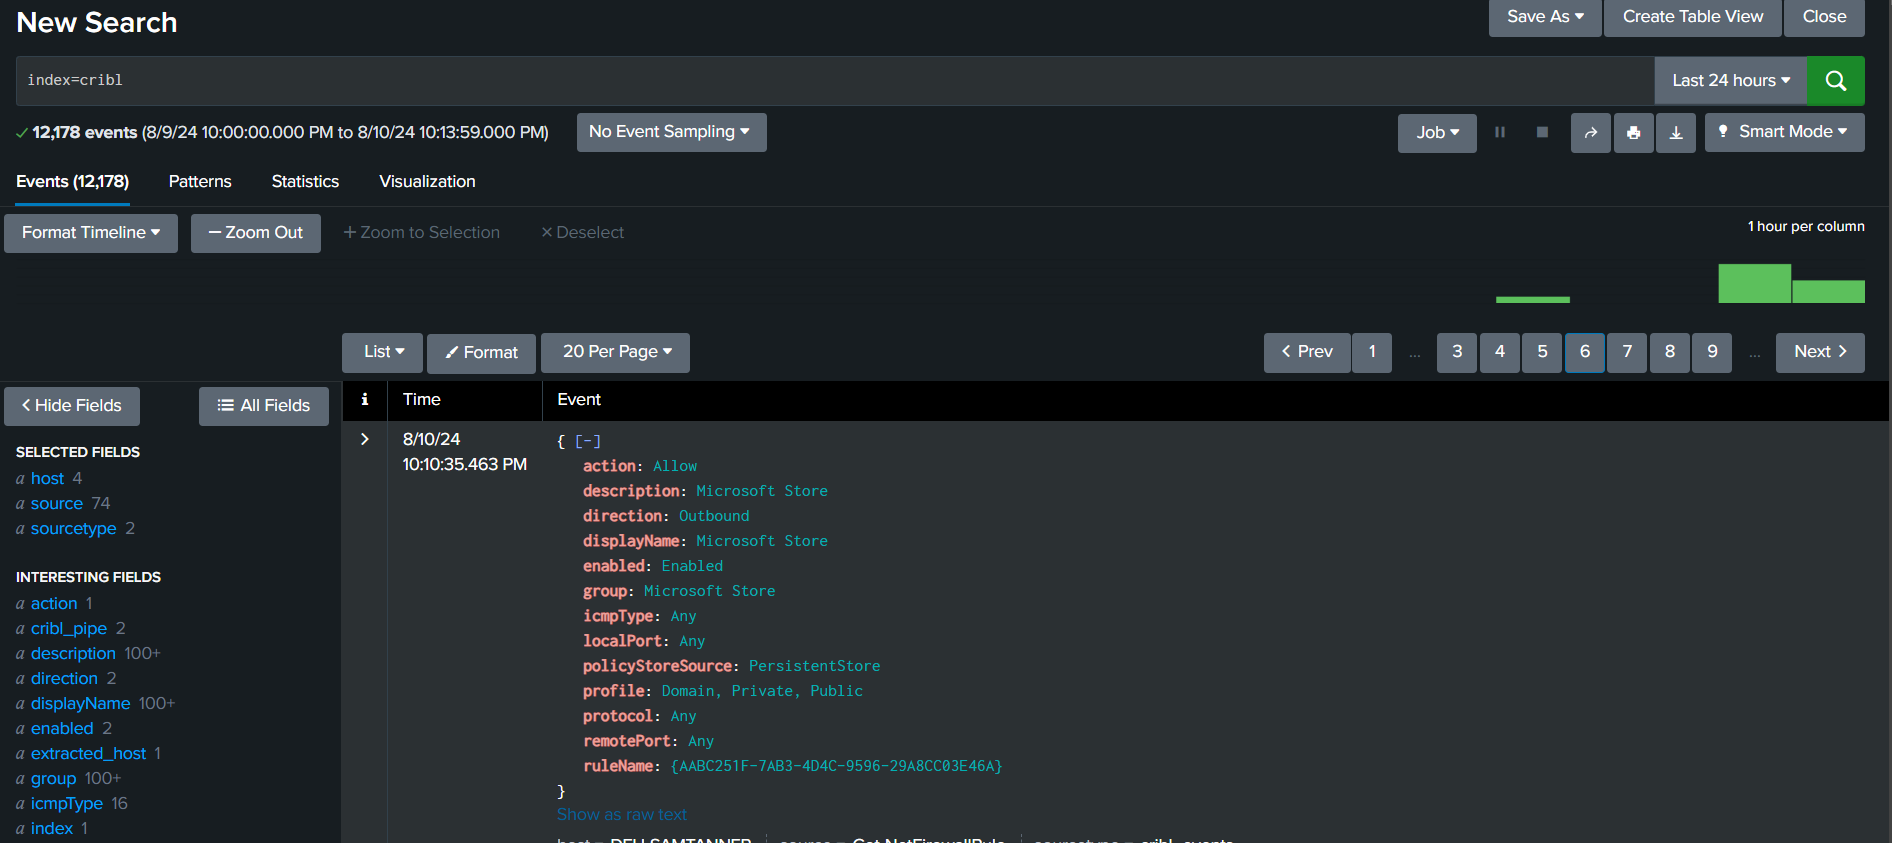 New Search
Save As
Create Table View
Close
index=cribl
Last 24 hours
12,178 events (8/9/24 10:00:00.000 PM to 8/10/24 10:13:59.000 PM)
No Event Sampling
Job
Smart Mode
Events (12,178)
Patterns
Statistics
Visualization
Format Timeline
— Zoom Out
+ Zoom to Selection
× Deselect
1 hour per column
List
Format
20 Per Page
< Prev
1
...
3
4
5
6
7
8
9
...
Next >
< Hide Fields
All Fields
i
Time
Event
SELECTED FIELDS
a host 4
a source 74
a sourcetype 2
INTERESTING FIELDS
a action 1
a cribl_pipe 2
a description 100+
a direction 2
a displayName 100+
a enabled 2
a extracted_host 1
a group 100+
a icmpType 16
a index 1
>
8/10/24
10:10:35.463 PM
{ [-]
action: Allow
description: Microsoft Store
direction: Outbound
displayName: Microsoft Store
enabled: Enabled
group: Microsoft Store
icmpType: Any
localPort: Any
policyStoreSource: PersistentStore
profile: Domain, Private, Public
protocol: Any
remotePort: Any
ruleName: {AABC251F-7AB3-4D4C-9596-29A8CC03E46A}
}
Show as raw text
host = DELLSAMTANNER source = Get-NetFirewallRule sourcetype = cribl_events